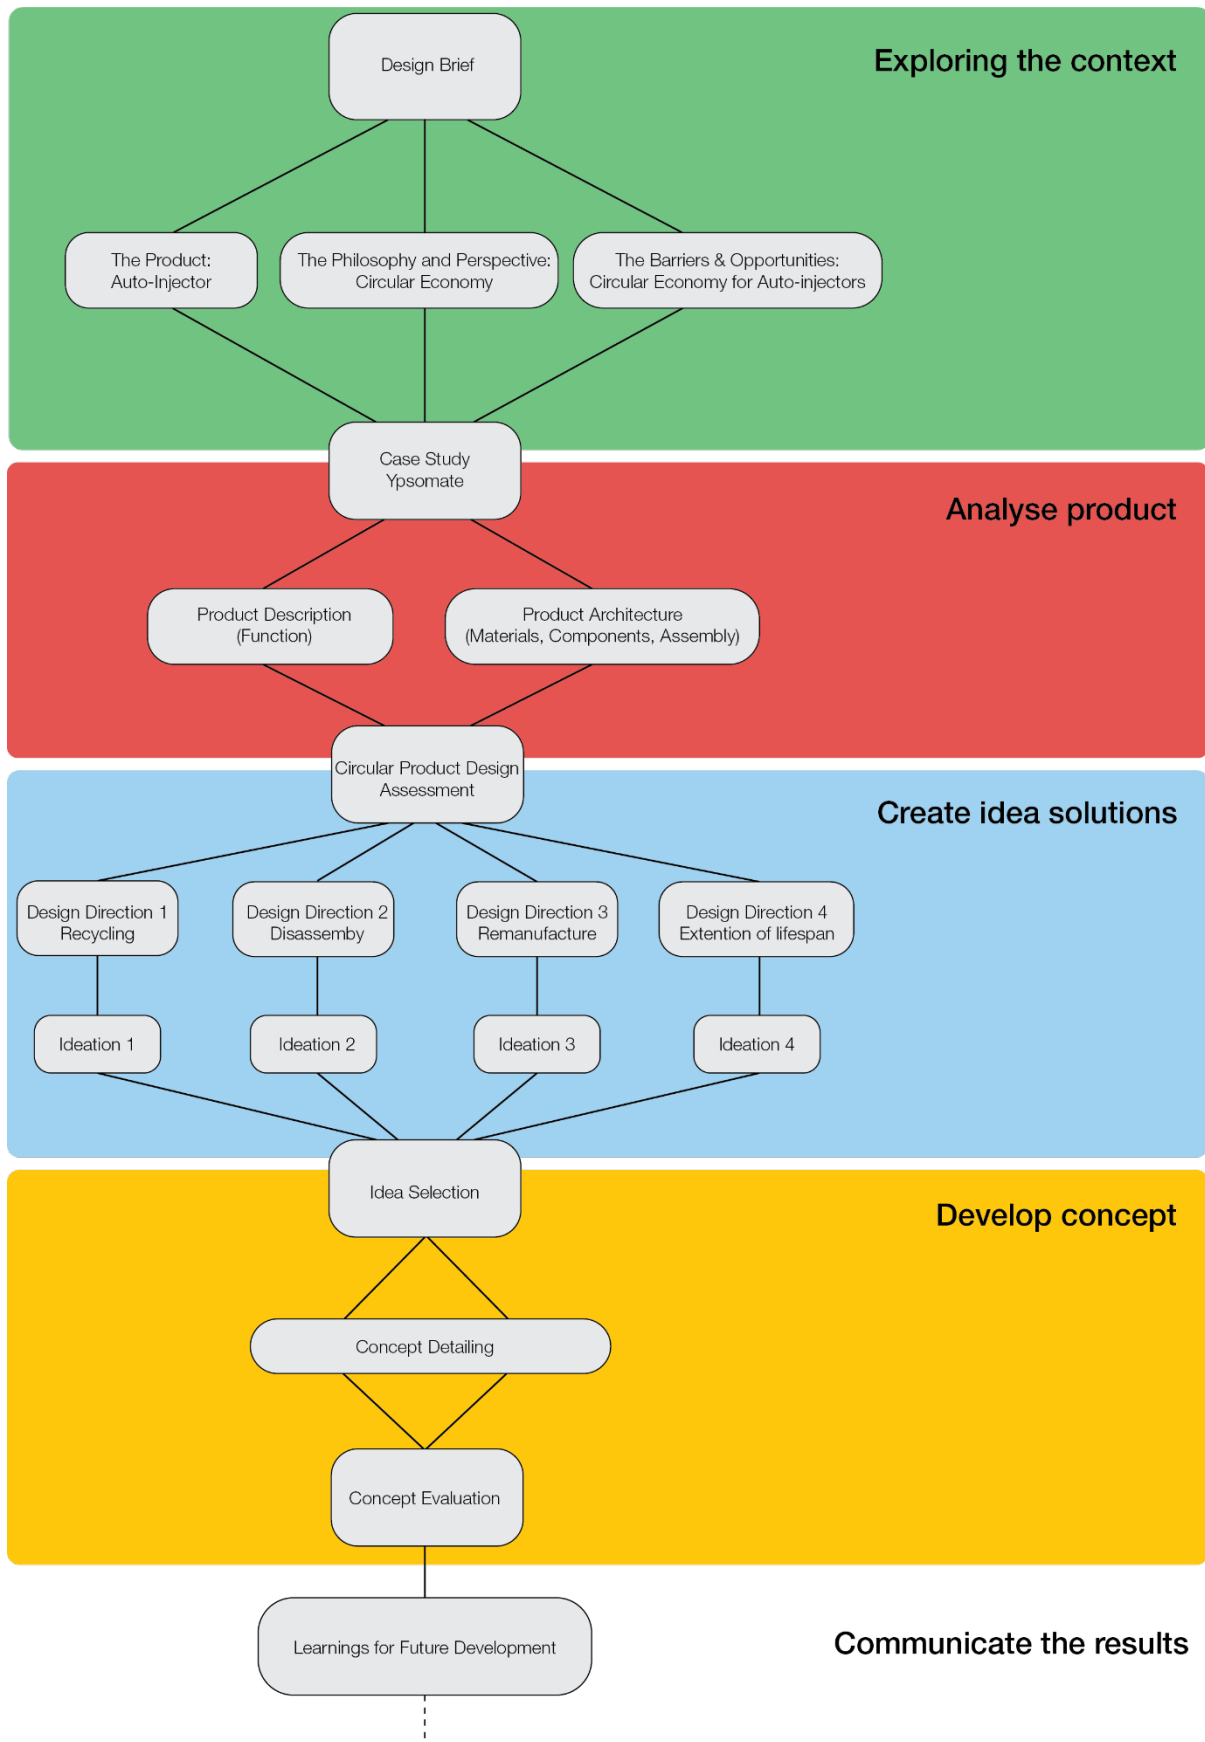 Design Brief
Exploring the context
The Product:
Auto-Injector
The Philosophy and Perspective:
Circular Economy
The Barriers & Opportunities:
Circular Economy for Auto-injectors
Case Study
Ypsomate
Analyse product
Product Description
(Function)
Product Architecture
(Materials, Components, Assembly)
Circular Product Design
Assessment
Create idea solutions
Design Direction 1
Recycling
Design Direction 2
Disassemby
Design Direction 3
Remanufacture
Design Direction 4
Extention of lifespan
Ideation 1
Ideation 2
Ideation 3
Ideation 4
Idea Selection
Develop concept
Concept Detailing
Concept Evaluation
Learnings for Future Development
Communicate the results